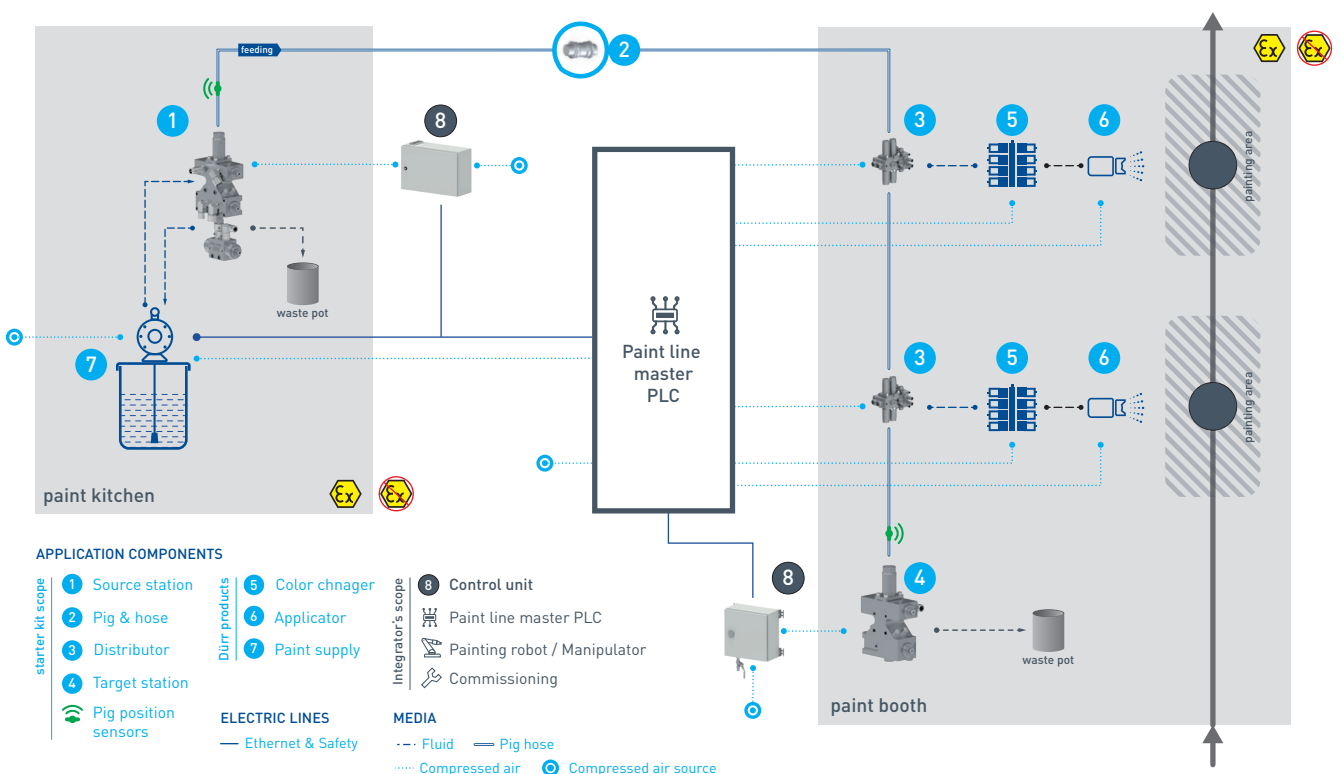 feeding
2
1
8
3
5
6
painting area
waste pot
Paint line
master
PLC
7
3
5
6
painting area
paint kitchen
Ex
Ex
Ex
Ex
8
4
waste pot
paint booth
APPLICATION COMPONENTS
starter kit scope
1 Source station
2 Pig & hose
3 Distributor
4 Target station
Pig position
sensors
Dürr products
5 Color chnager
6 Applicator
7 Paint supply
Integrator's scope
8 Control unit
Paint line master PLC
Painting robot / Manipulator
Commissioning
ELECTRIC LINES
Ethernet & Safety
MEDIA
Fluid
Pig hose
Compressed air
Compressed air source